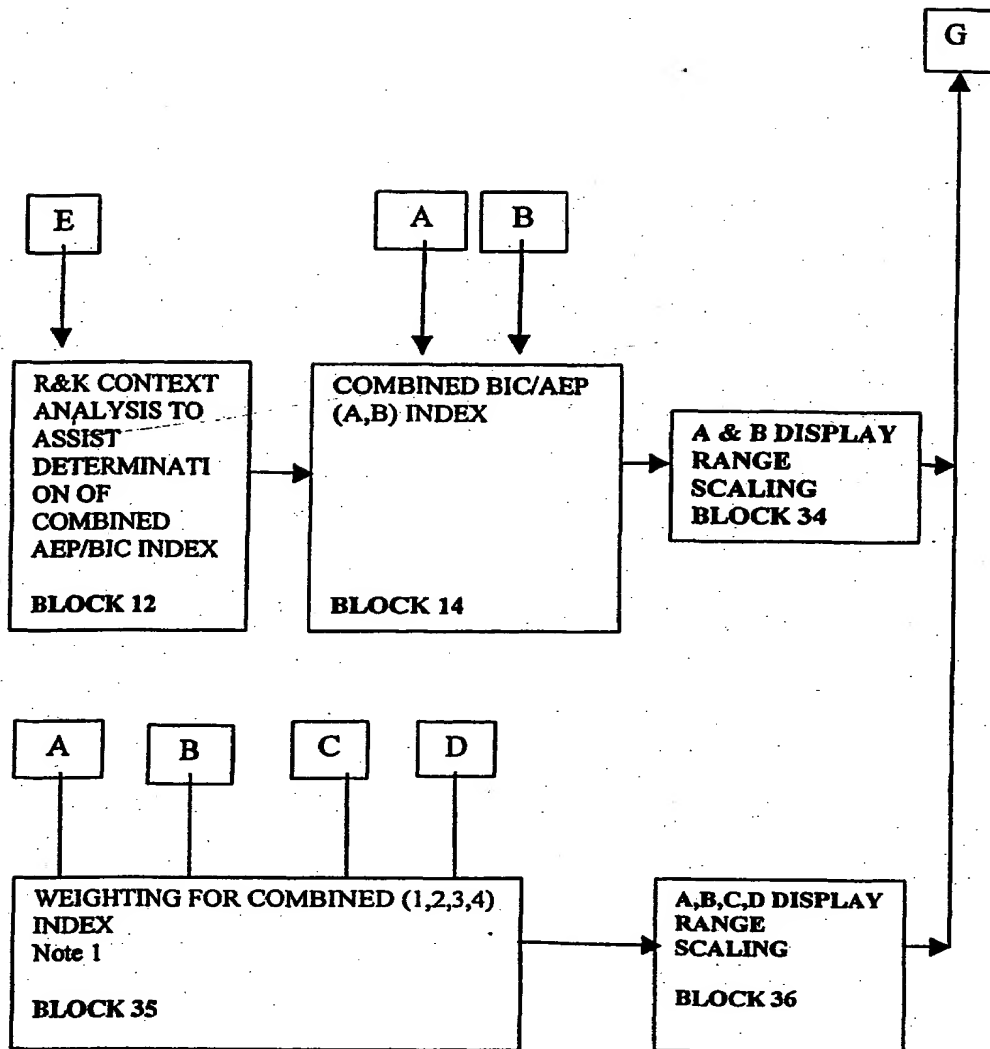 G
E
A
B
R&K CONTEXT
ANALYSIS TO
ASSIST
DETERMINATI
ON OF
COMBINED
AEP/BIC INDEX
BLOCK 12
COMBINED BIC/AEP
(A,B) INDEX
BLOCK 14
A & B DISPLAY
RANGE
SCALING
BLOCK 34
A
B
C
D
WEIGHTING FOR COMBINED (1,2,3,4)
INDEX
Note 1
BLOCK 35
A,B,C,D DISPLAY
RANGE
SCALING
BLOCK 36